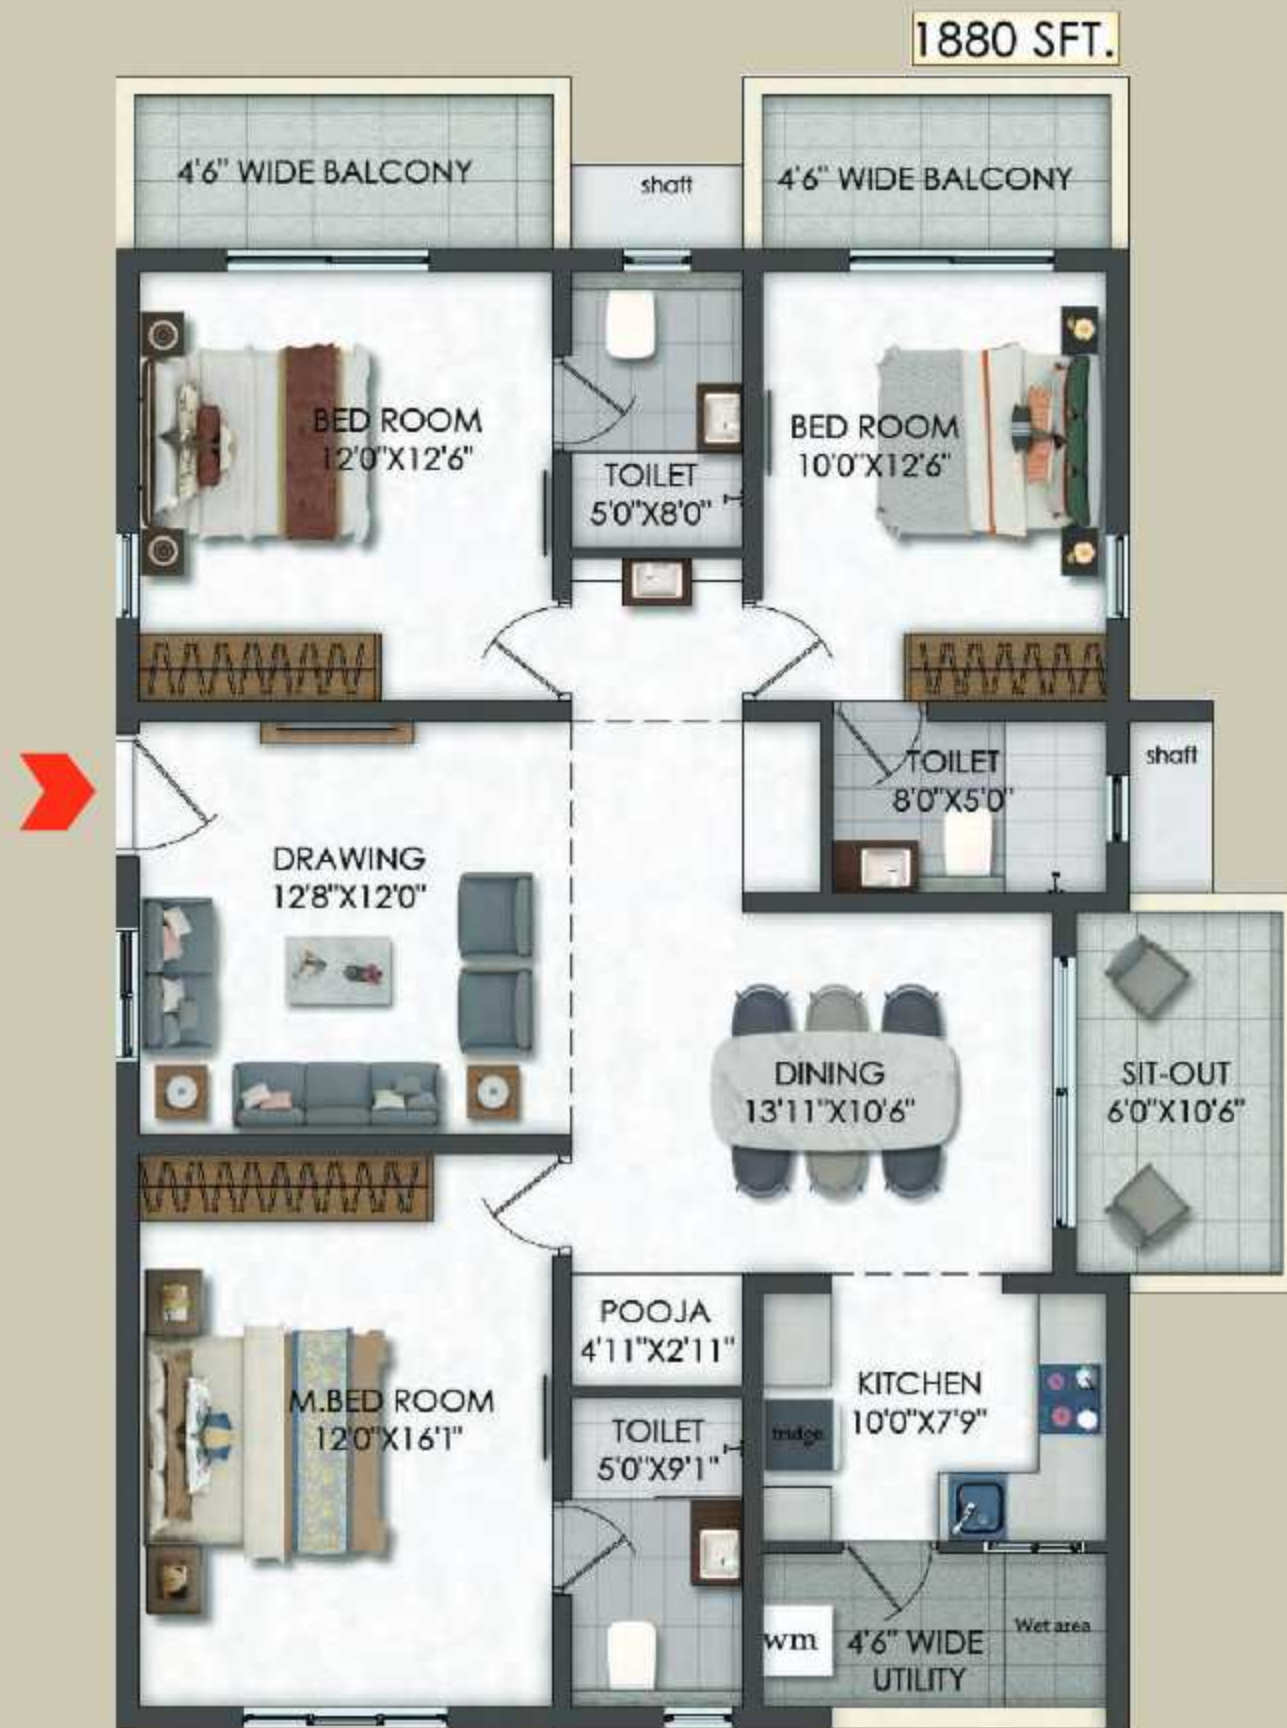 1880 SFT.
4'6" WIDE BALCONY
shaft
4'6" WIDE BALCONY
BED ROOM
12'0"X12'6"
TOILET
5'0"X8'0"
BED ROOM
10'0"X12'6"
TOILET
8'0"X5'0"
shaft
DRAWING
12'8"X12'0"
DINING
13'11"X10'6"
SIT-OUT
6'0"X10'6"
POOJA
4'11"X2'11"
M.BED ROOM
12'0"X16'1"
TOILET
5'0"X9'1"
KITCHEN
10'0"X7'9"
fridge
wm
4'6" WIDE
UTILITY
Wet area